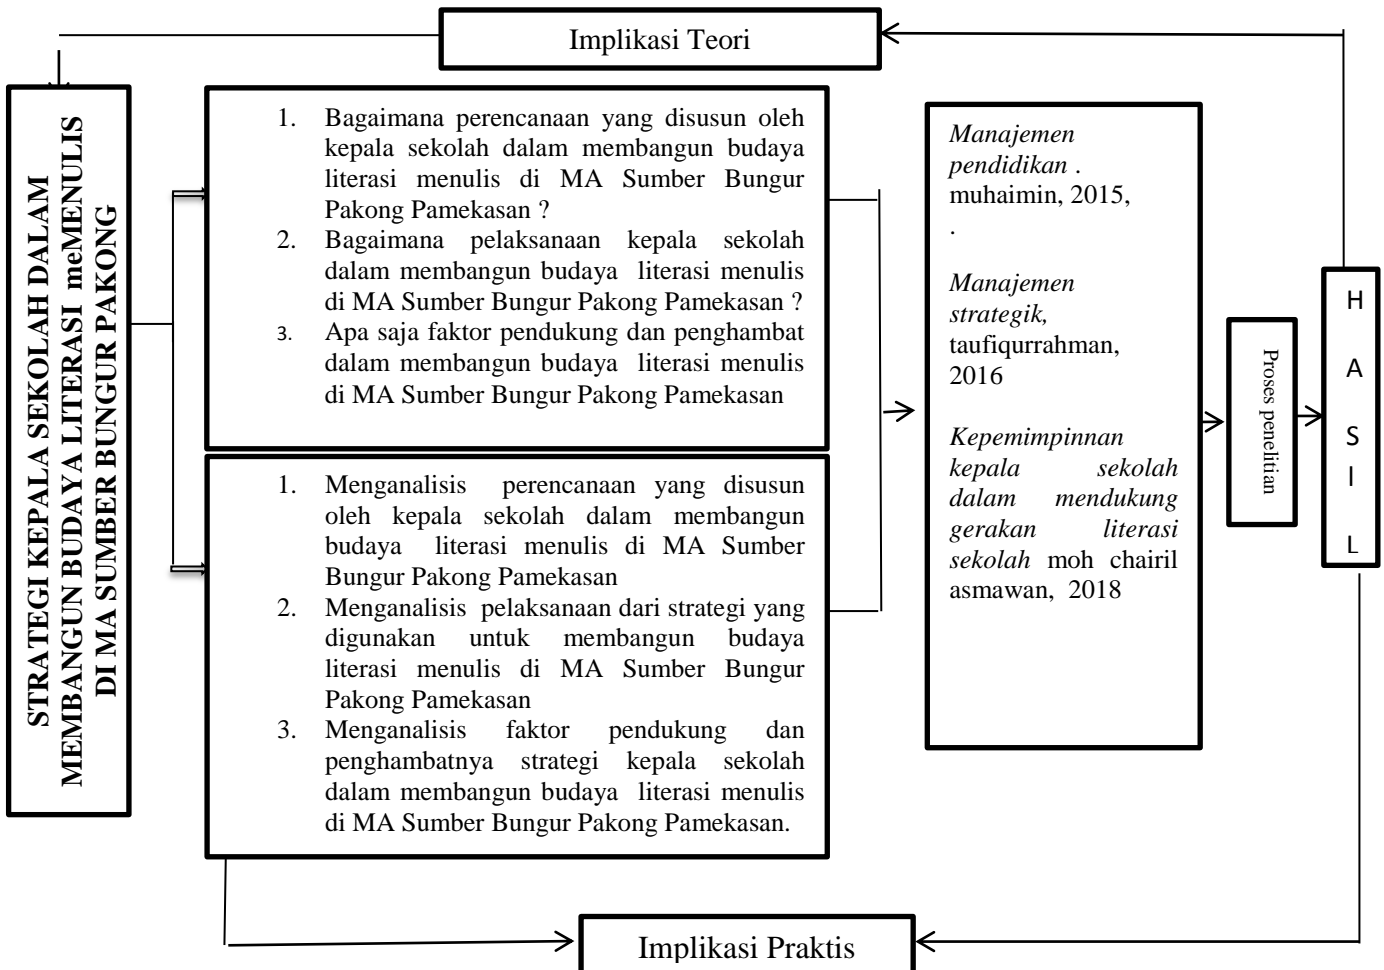 Implikasi Teori
STRATEGI KEPALA SEKOLAH DALAM
MEMBANGUN BUDAYA LITERASI meMENULIS
DI MA SUMBER BUNGUR PAKONG
1. Bagaimana perencanaan yang disusun oleh
kepala sekolah dalam membangun budaya
literasi menulis di MA Sumber Bungur
Pakong Pamekasan ?
2. Bagaimana pelaksanaan kepala sekolah
dalam membangun budaya literasi menulis
di MA Sumber Bungur Pakong Pamekasan ?
3. Apa saja faktor pendukung dan penghambat
dalam membangun budaya literasi menulis
di MA Sumber Bungur Pakong Pamekasan
1. Menganalisis perencanaan yang disusun
oleh kepala sekolah dalam membangun
budaya literasi menulis di MA Sumber
Bungur Pakong Pamekasan
2. Menganalisis pelaksanaan dari strategi yang
digunakan untuk membangun budaya
literasi menulis di MA Sumber Bungur
Pakong Pamekasan
3. Menganalisis faktor pendukung dan
penghambatnya strategi kepala sekolah
dalam membangun budaya literasi menulis
di MA Sumber Bungur Pakong Pamekasan.
Manajemen
pendidikan .
muhaimin, 2015,
.
Manajemen
strategik,
taufiqurrahman,
2016
Kepemimpinnan
kepala sekolah
dalam mendukung
gerakan literasi
sekolah moh chairil
asmawan, 2018
Proses penelitian
H
A
S
I
L
Implikasi Praktis